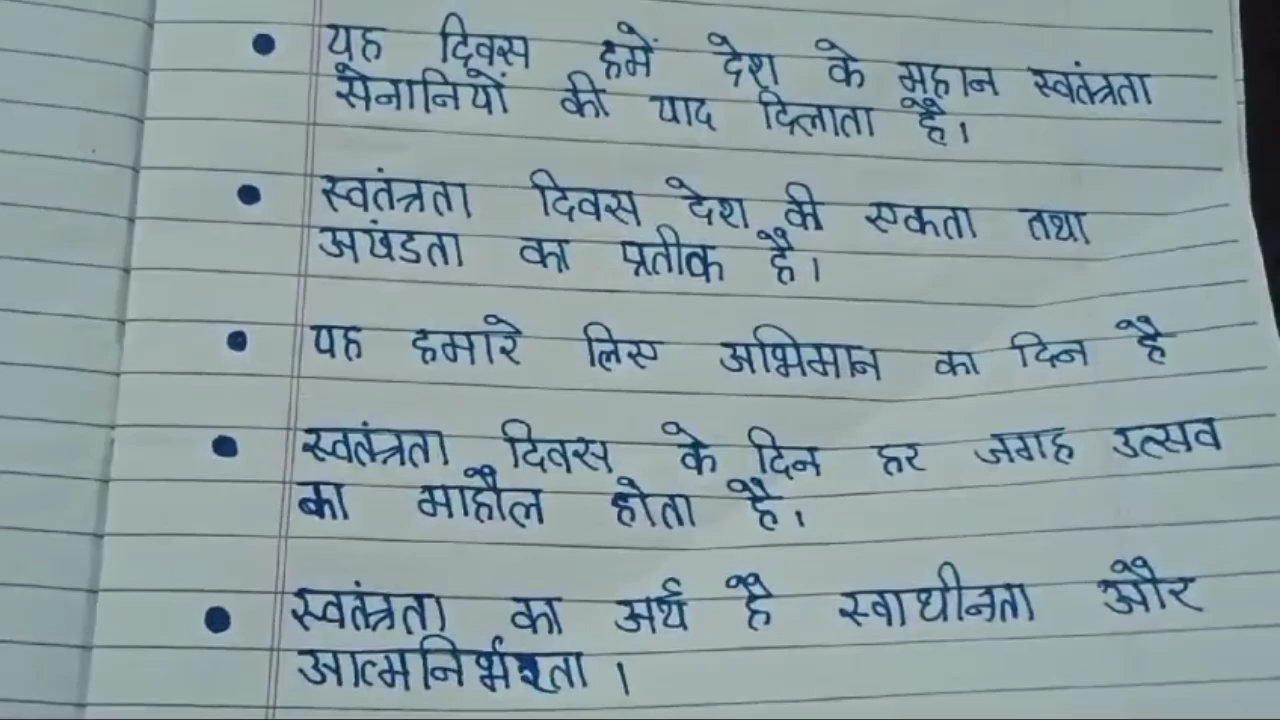 • यह दिवस हमें देश के महान स्वतंत्रता
सेनानियों की याद दिलाता है।
• स्वतंत्रता दिवस देश की एकता तथा
अखंडता का प्रतीक है।
• यह हमारे लिए अभिमान का दिन है
• स्वतंत्रता दिवस के दिन हर जगह उत्सव
का माहौल होता है।
• स्वतंत्रता का अर्थ है स्वाधीनता और
आत्मनिर्भरता।